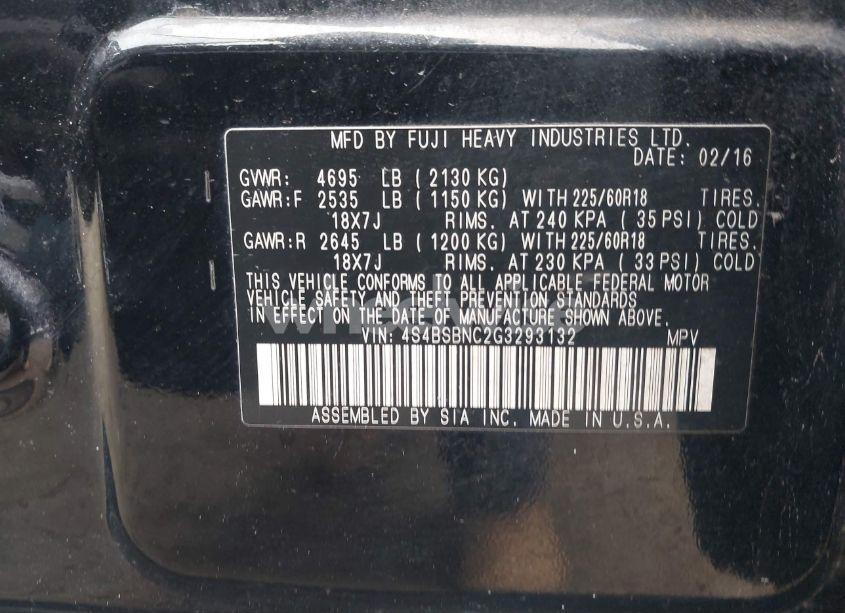 MFD BY FUJI HEAVY INDUSTRIES LTD.
DATE: 02/16
GVWR: 4695 LB ( 2130 KG)
GAWR:F 2535 LB ( 1150 KG) WITH 225/60R18 TIRES.
18X7J RIMS. AT 240 KPA ( 35 PSI) COLD
GAWR:R 2645 LB ( 1200 KG) WITH 225/60R18 TIRES.
18X7J RIMS. AT 230 KPA ( 33 PSI) COLD
THIS VEHICLE CONFORMS TO ALL APPLICABLE FEDERAL MOTOR
VEHICLE SAFETY AND THEFT PREVENTION STANDARDS
IN EFFECT ON THE DATE OF MANUFACTURE SHOWN ABOVE.
VIN: 4S4BSBNC2G3293132 MPV
ASSEMBLED BY SIA INC. MADE IN U.S.A.